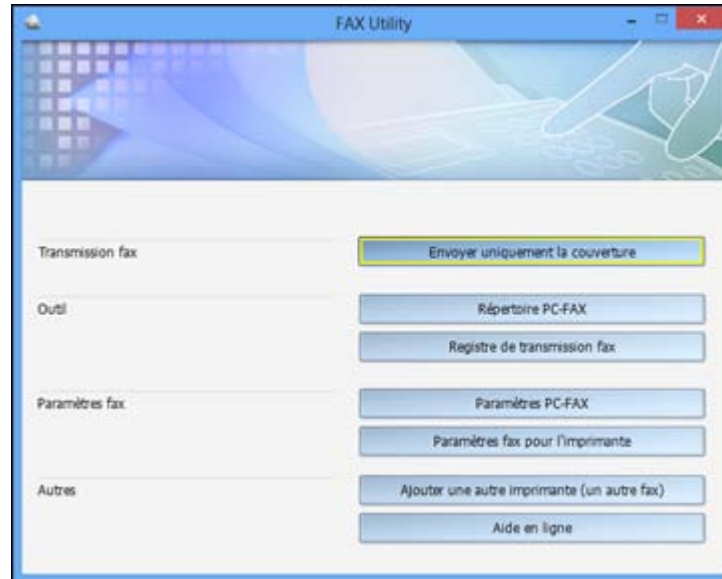 FAX Utility
Transmission fax
Envoyer uniquement la couverture
Outil
Répertoire PC-FAX
Registre de transmission fax
Paramètres fax
Paramètres PC-FAX
Paramètres fax pour l'imprimante
Autres
Ajouter une autre imprimante (un autre fax)
Aide en ligne